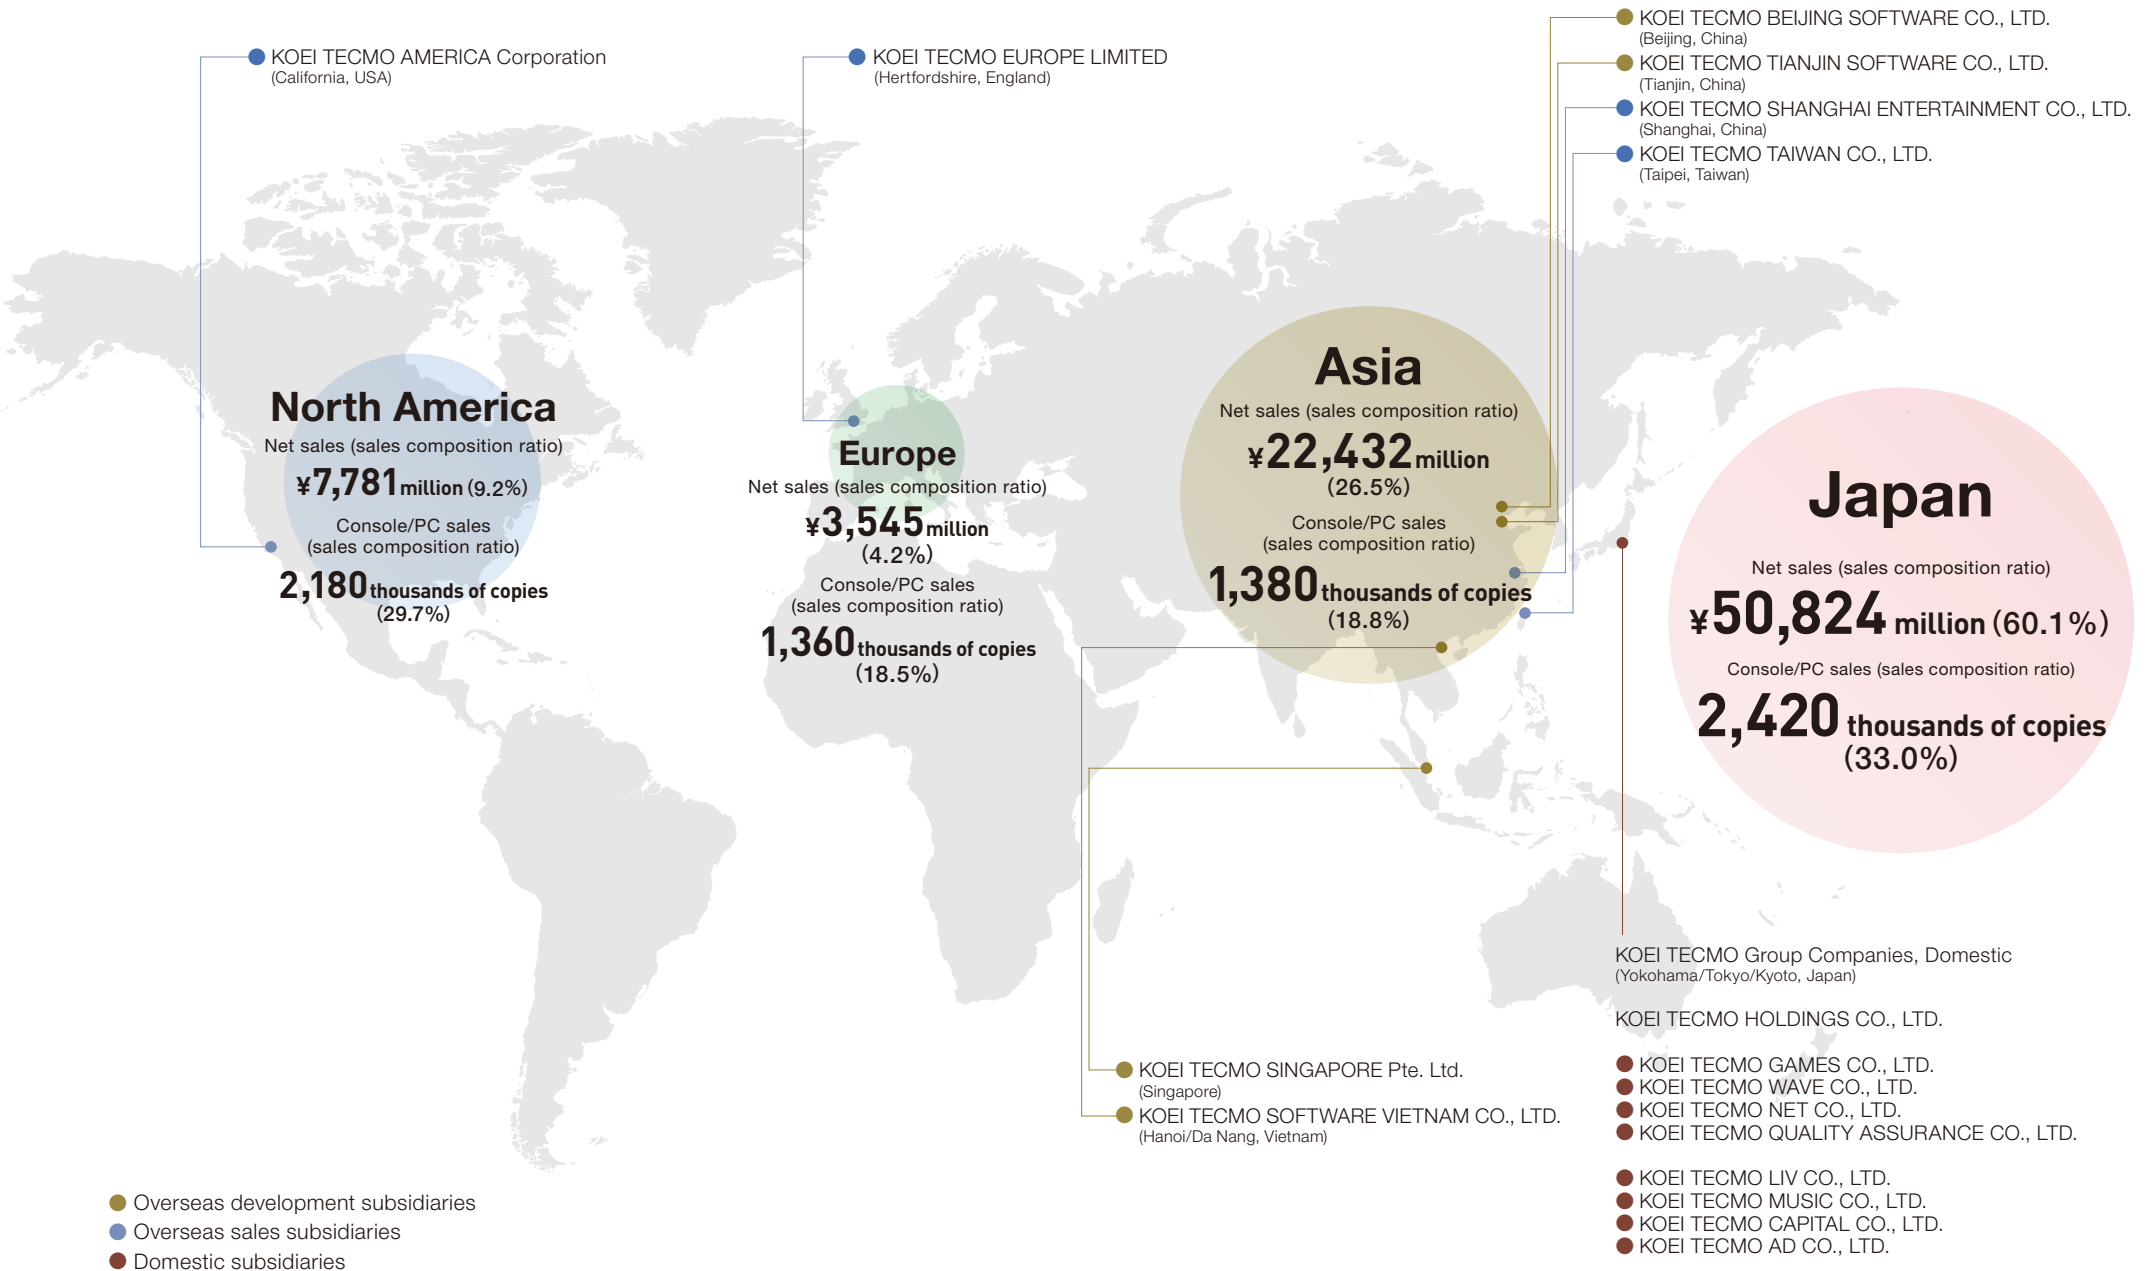 KOEI TECMO AMERICA Corporation
(California, USA)
KOEI TECMO EUROPE LIMITED
(Hertfordshire, England)
KOEI TECMO BEIJING SOFTWARE CO., LTD.
(Beijing, China)
KOEI TECMO TIANJIN SOFTWARE CO., LTD.
(Tianjin, China)
KOEI TECMO SHANGHAI ENTERTAINMENT CO., LTD.
(Shanghai, China)
KOEI TECMO TAIWAN CO., LTD.
(Taipei, Taiwan)
North America
Net sales (sales composition ratio)
¥7,781 million (9.2%)
Console/PC sales
(sales composition ratio)
2,180 thousands of copies
(29.7%)
Europe
Net sales (sales composition ratio)
¥3,545 million
(4.2%)
Console/PC sales
(sales composition ratio)
1,360 thousands of copies
(18.5%)
Asia
Net sales (sales composition ratio)
¥22,432 million
(26.5%)
Console/PC sales
(sales composition ratio)
1,380 thousands of copies
(18.8%)
Japan
Net sales (sales composition ratio)
¥50,824 million (60.1%)
Console/PC sales (sales composition ratio)
2,420 thousands of copies
(33.0%)
KOEI TECMO Group Companies, Domestic
(Yokohama/Tokyo/Kyoto, Japan)
KOEI TECMO HOLDINGS CO., LTD.
KOEI TECMO GAMES CO., LTD.
KOEI TECMO WAVE CO., LTD.
KOEI TECMO NET CO., LTD.
KOEI TECMO QUALITY ASSURANCE CO., LTD.
KOEI TECMO LIV CO., LTD.
KOEI TECMO MUSIC CO., LTD.
KOEI TECMO CAPITAL CO., LTD.
KOEI TECMO AD CO., LTD.
KOEI TECMO SINGAPORE Pte. Ltd.
(Singapore)
KOEI TECMO SOFTWARE VIETNAM CO., LTD.
(Hanoi/Da Nang, Vietnam)
Overseas development subsidiaries
Overseas sales subsidiaries
Domestic subsidiaries